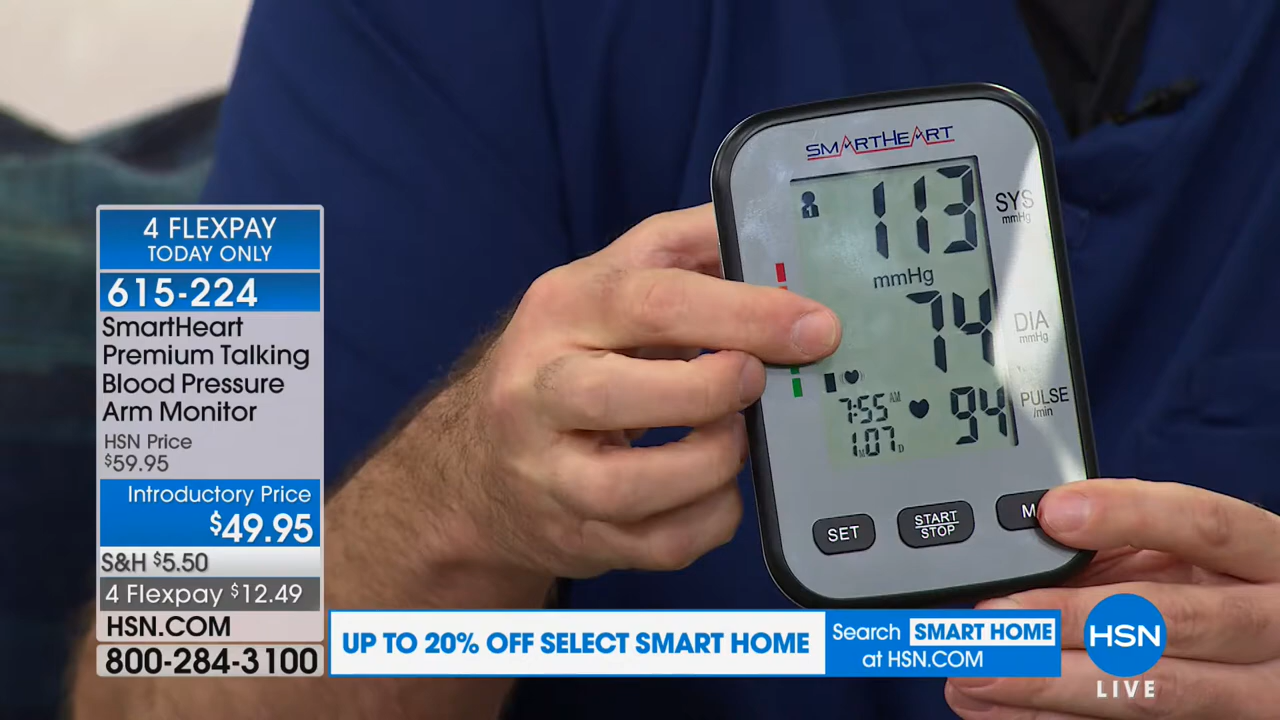 4 FLEXPAY
TODAY ONLY
615-224
SmartHeart
Premium Talking
Blood Pressure
Arm Monitor
HSN Price
$59.95
Introductory Price
$49.95
S&H $5.50
4 Flexpay $12.49
HSN.COM
800-284-3100
SMARTHEART
1
113
SYS
mmHg
mmHg
74
DIA
mmHg
7:55 AM
94
PULSE
/min
1M 07D
SET
START
STOP
M
UP TO 20% OFF SELECT SMART HOME
Search SMART HOME
at HSN.COM
HSN
LIVE